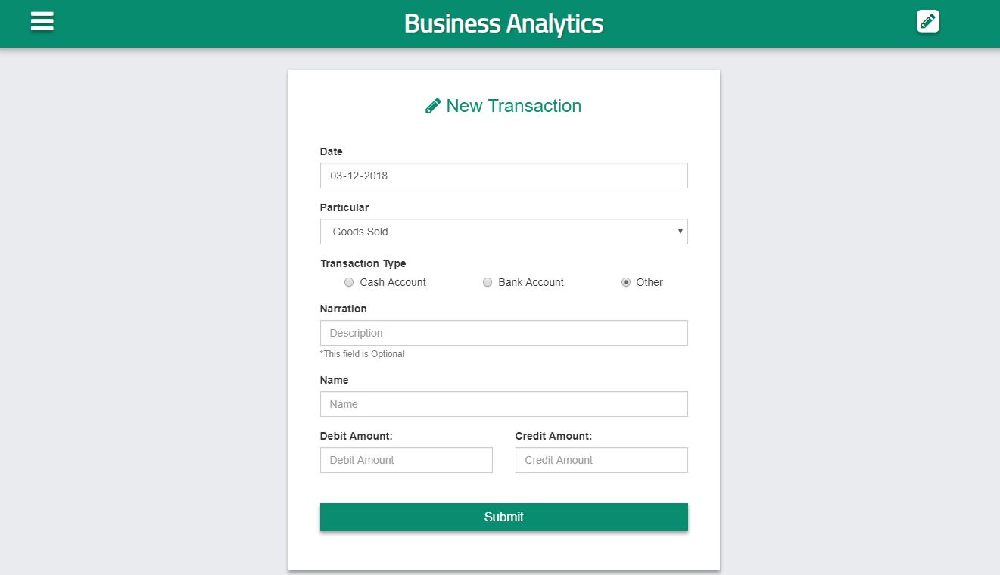 Business Analytics
New Transaction
Date
03-12-2018
Particular
Goods Sold
Transaction Type
Cash Account Bank Account Other
Narration
Description
*This field is Optional
Name
Name
Debit Amount: Credit Amount:
Debit Amount Credit Amount
Submit